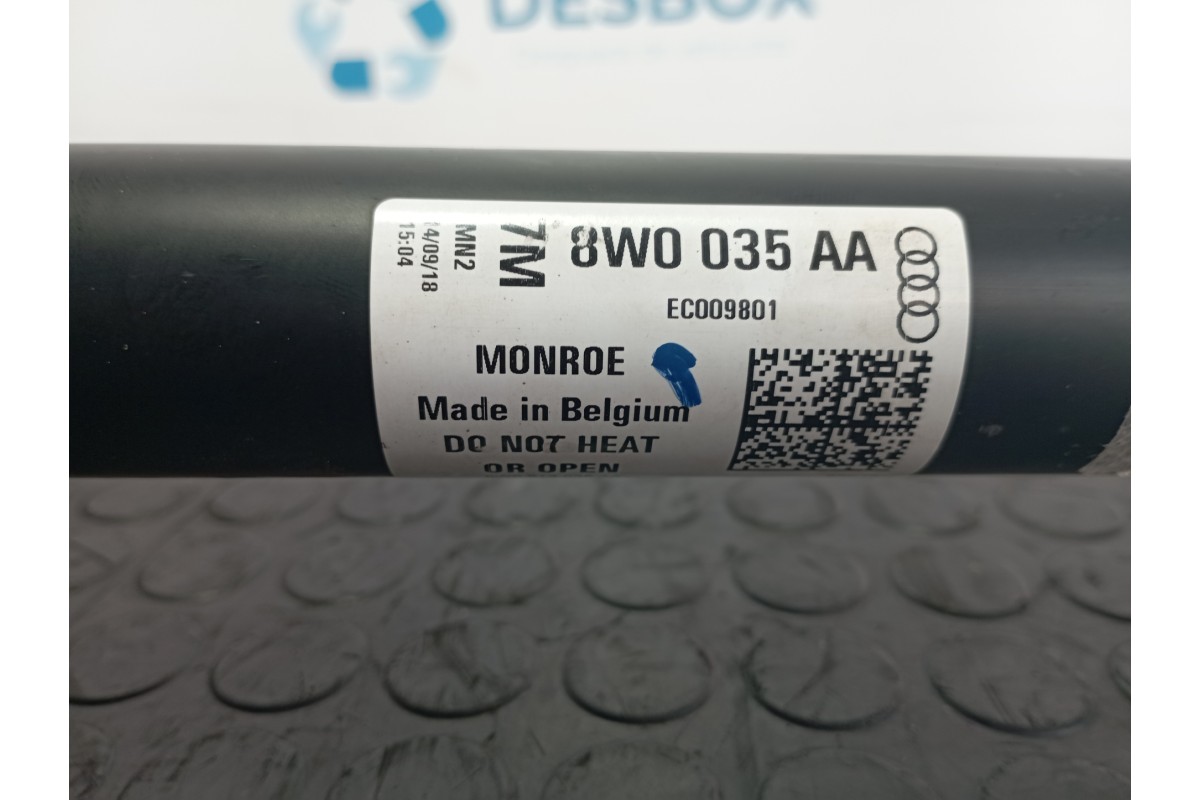 DESBOX
8W0 035 AA
7M
MN2
14/09/18
15:04
EC009801
MONROE
Made in Belgium
DO NOT HEAT
OR OPEN